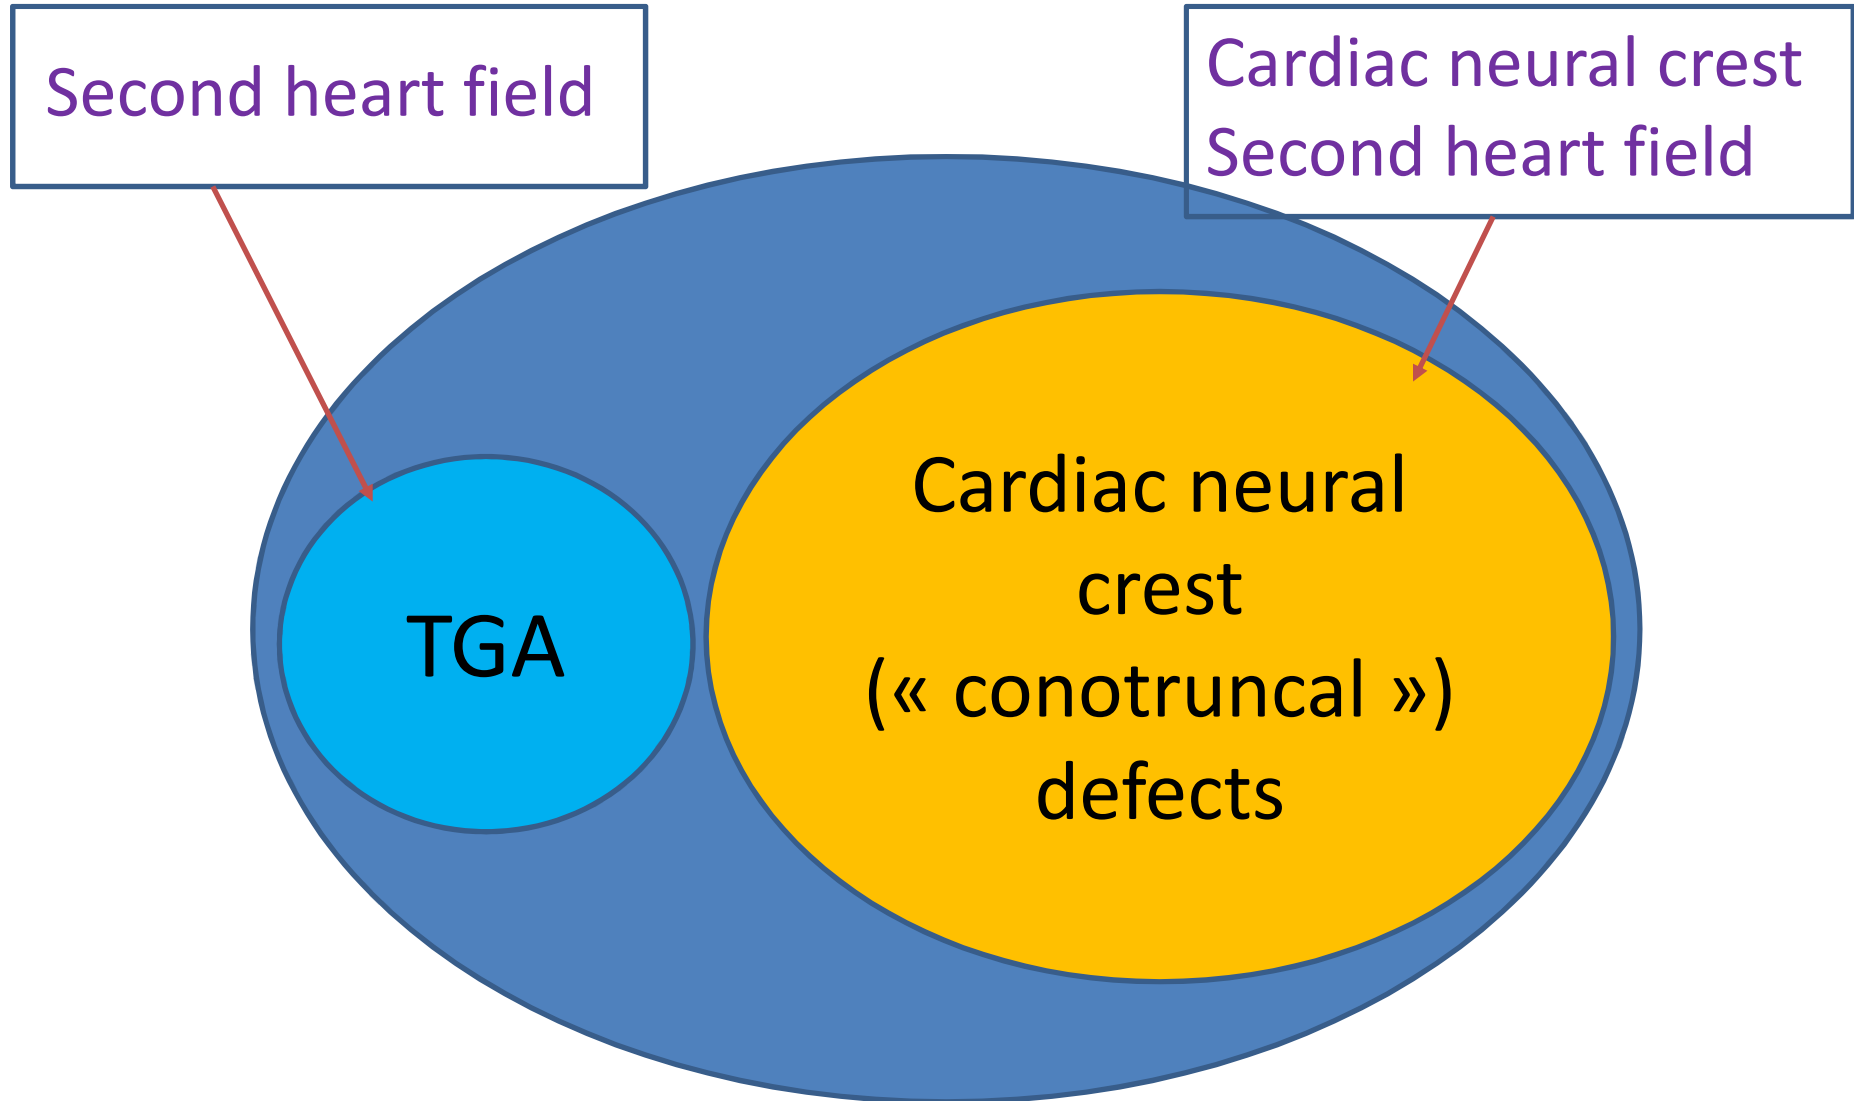 Second heart field
Cardiac neural crest
Second heart field
TGA
Cardiac neural
crest
(« conotruncal »)
defects